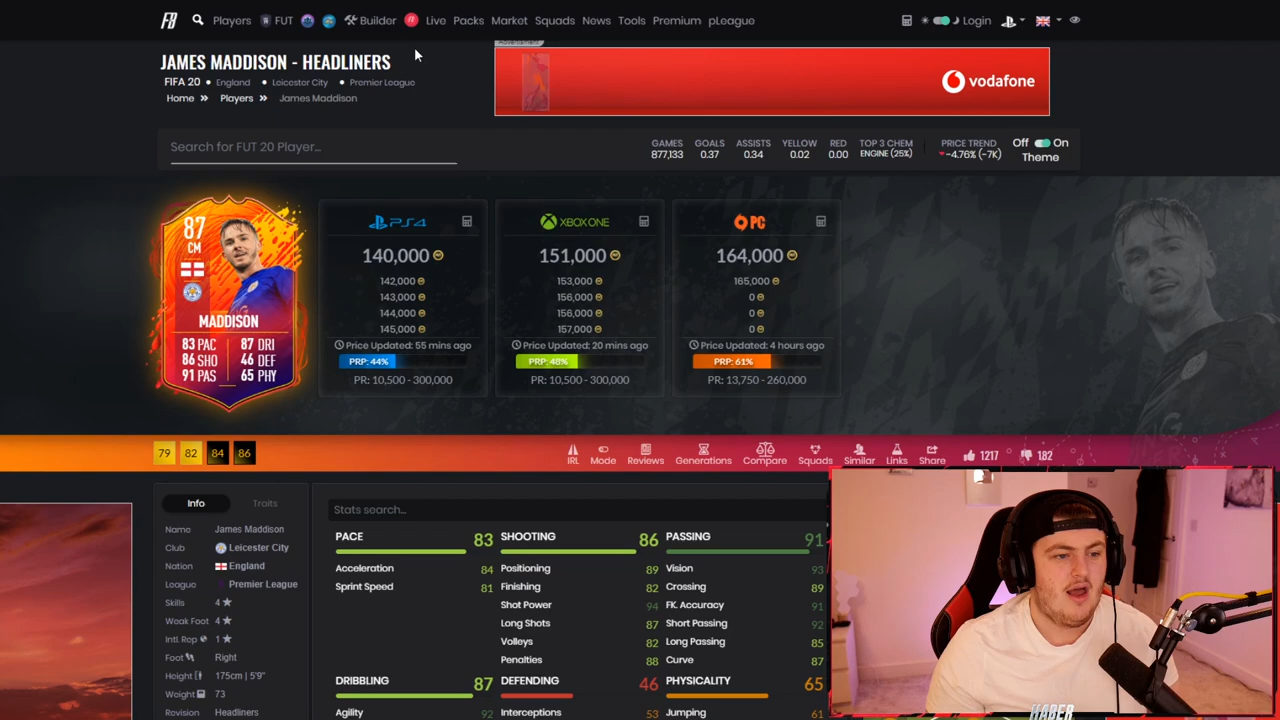 F8 Players FUT Builder Live Packs Market Squads News Tools Premium pLeague Login
JAMES MADDISON - HEADLINERS
FIFA 20 • England • Leicester City • Premier League
Home » Players » James Maddison
Advertisement
vodafone
Search for FUT 20 Player...
GAMES GOALS ASSISTS YELLOW RED TOP 3 CHEM PRICE TREND Off On
877,133 0.37 0.34 0.02 0.00 ENGINE (25%) -4.76% (-7K) Theme
87
CM
MADDISON
83 PAC 87 DRI
86 SHO 46 DEF
91 PAS 65 PHY
PS4
140,000
142,000
143,000
144,000
145,000
Price Updated: 55 mins ago
PRP: 44%
PR: 10,500 - 300,000
XBOX ONE
151,000
153,000
156,000
156,000
157,000
Price Updated: 20 mins ago
PRP: 48%
PR: 10,500 - 300,000
PC
164,000
165,000
0
0
0
Price Updated: 4 hours ago
PRP: 61%
PR: 13,750 - 260,000
79 82 84 86
IRL Mode Reviews Generations Compare Squads Similar Links Share 1217 182
Info Traits
Name James Maddison
Club Leicester City
Nation England
League Premier League
Skills 4★
Weak Foot 4★
Intl. Rep 1★
Foot Right
Height 175cm | 5'9"
Weight 73
Revision Headliners
Stats search...
PACE 83
Acceleration 84
Sprint Speed 81
SHOOTING 86
Positioning 89
Finishing 82
Shot Power 94
Long Shots 87
Volleys 82
Penalties 88
PASSING 91
Vision 93
Crossing 89
FK. Accuracy 91
Short Passing 92
Long Passing 85
Curve 87
DRIBBLING 87
Agility 92
DEFENDING 46
Interceptions 53
PHYSICALITY 65
Jumping 61
HABER